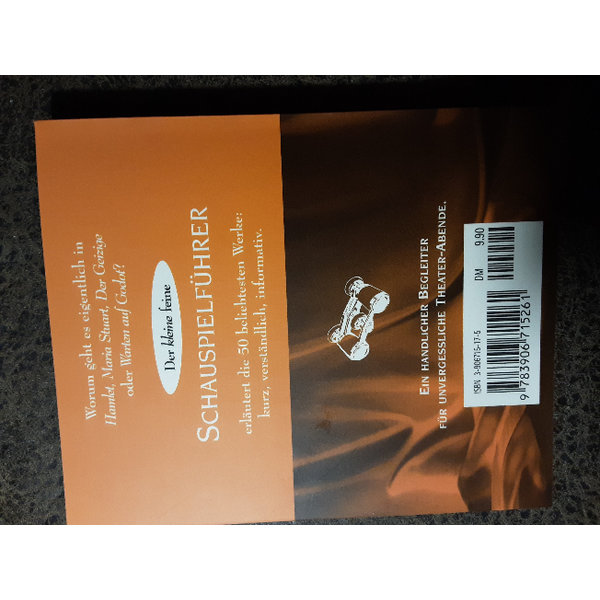 Worum geht es eigentlich in
Hamlet, Maria Stuart, Der Geizige
oder Warten auf Godot?
Der kleine feine
SCHAUSPIELFÜHRER
erläutert die 50 beliebtesten Werke:
kurz, verständlich, informativ.
EIN HANDLICHER BEGLEITER
FÜR UNVERGESSLICHE THEATER-ABENDE.
DM 9.90
ISBN 3-906715-17-5
9 783906 715261